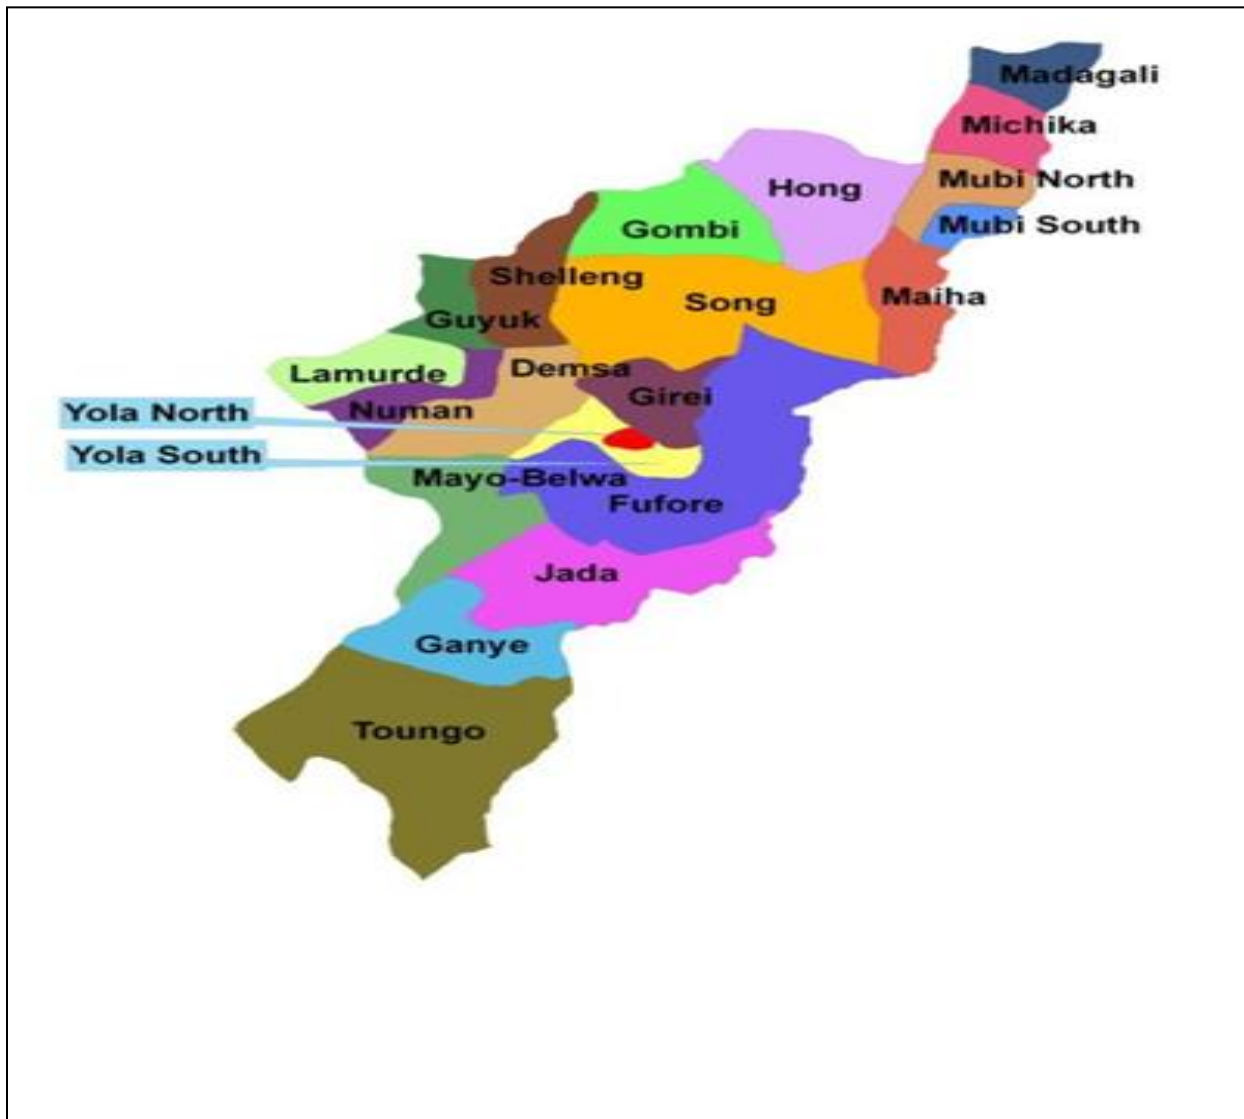 Madagali
Michika
Mubi North
Hong
Mubi South
Gombi
Shelleng
Song
Maiha
Guyuk
Demsa
Lamurde
Girei
Numan
Yola North
Yola South
Mayo-Belwa
Fufore
Jada
Ganye
Toungo